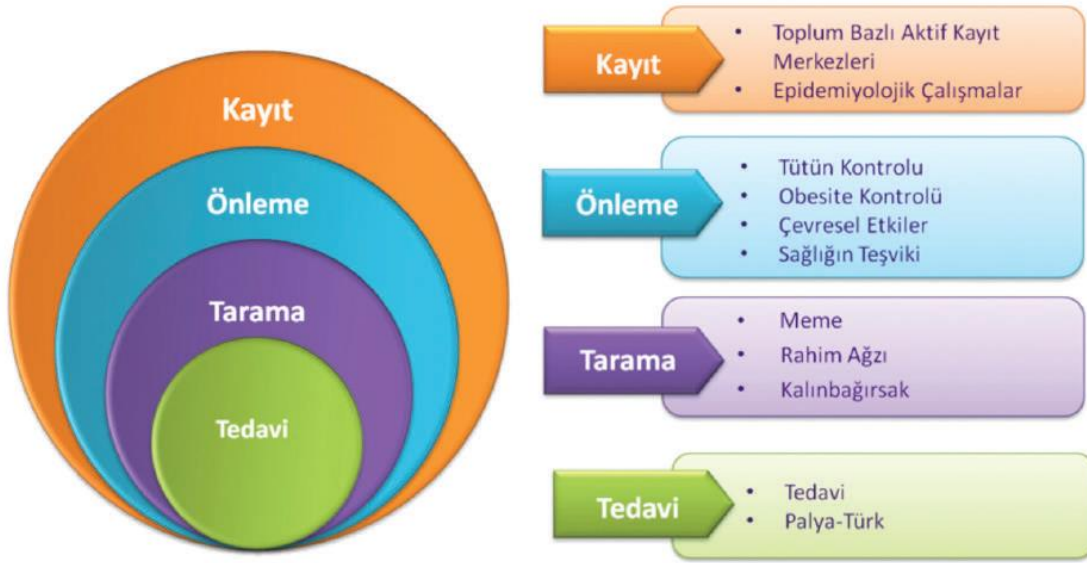 Kayıt
Önleme
Tarama
Tedavi
Kayıt
• Toplum Bazlı Aktif Kayıt
Merkezleri
• Epidemiyolojik Çalışmalar
Önleme
• Tütün Kontrolu
• Obesite Kontrolü
• Çevresel Etkiler
• Sağlığın Teşviki
Tarama
• Meme
• Rahim Ağzı
• Kalınbağırsak
Tedavi
• Tedavi
• Palya-Türk